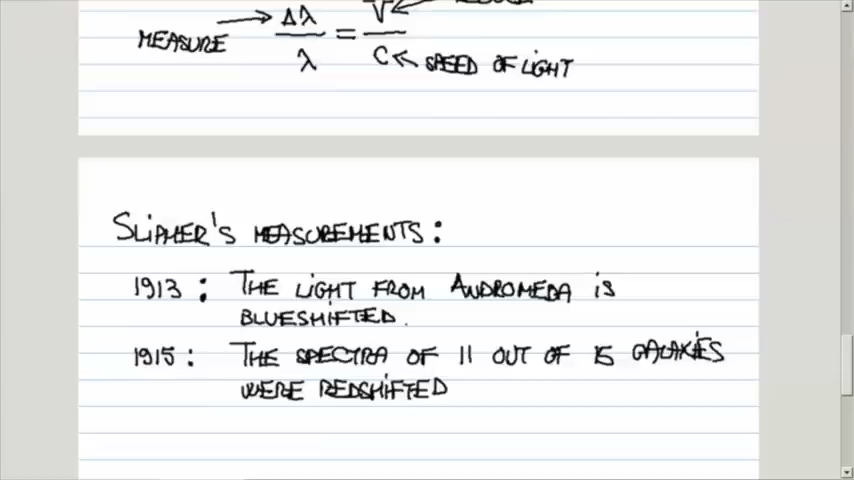 MEASURE → Δλ/λ = V/C ← SPEED OF LIGHT
SLIPHER'S MEASUREMENTS:
1913: THE LIGHT FROM ANDROMEDA IS
BLUESHIFTED.
1915: THE SPECTRA OF 11 OUT OF 15 GALAXIES
WERE REDSHIFTED